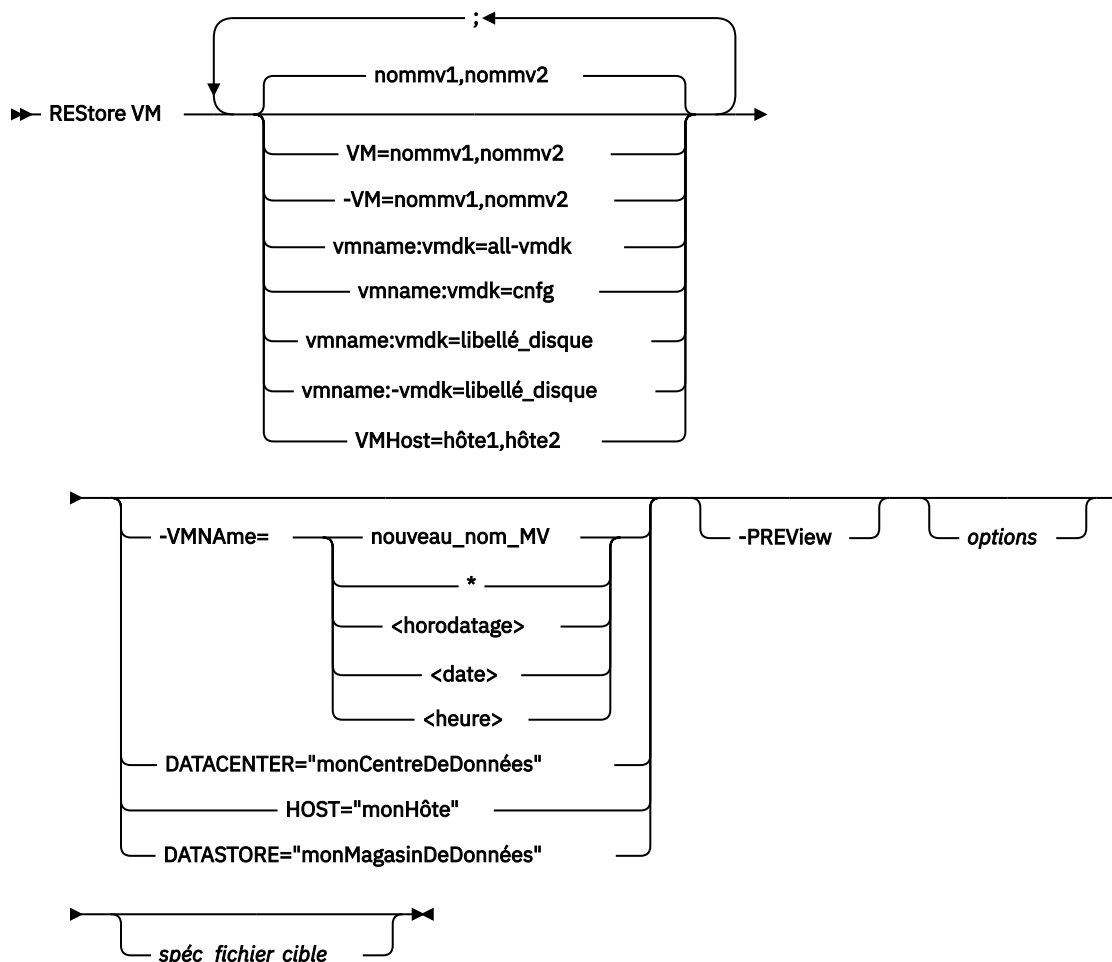 ;
nommv1,nommv2
REStore VM
VM=nommv1,nommv2
-VM=nommv1,nommv2
vmname:vmdk=all-vmdk
vmname:vmdk=cnfg
vmname:vmdk=libellé_disque
vmname:-vmdk=libellé_disque
VMHost=hôte1,hôte2
-VMNAme= nouveau_nom_MV -PREView options
*
<horodatage>
<date>
<heure>
DATACENTER="monCentreDeDonnées"
HOST="monHôte"
DATASTORE="monMagasinDeDonnées"
spéc_fichier_cible